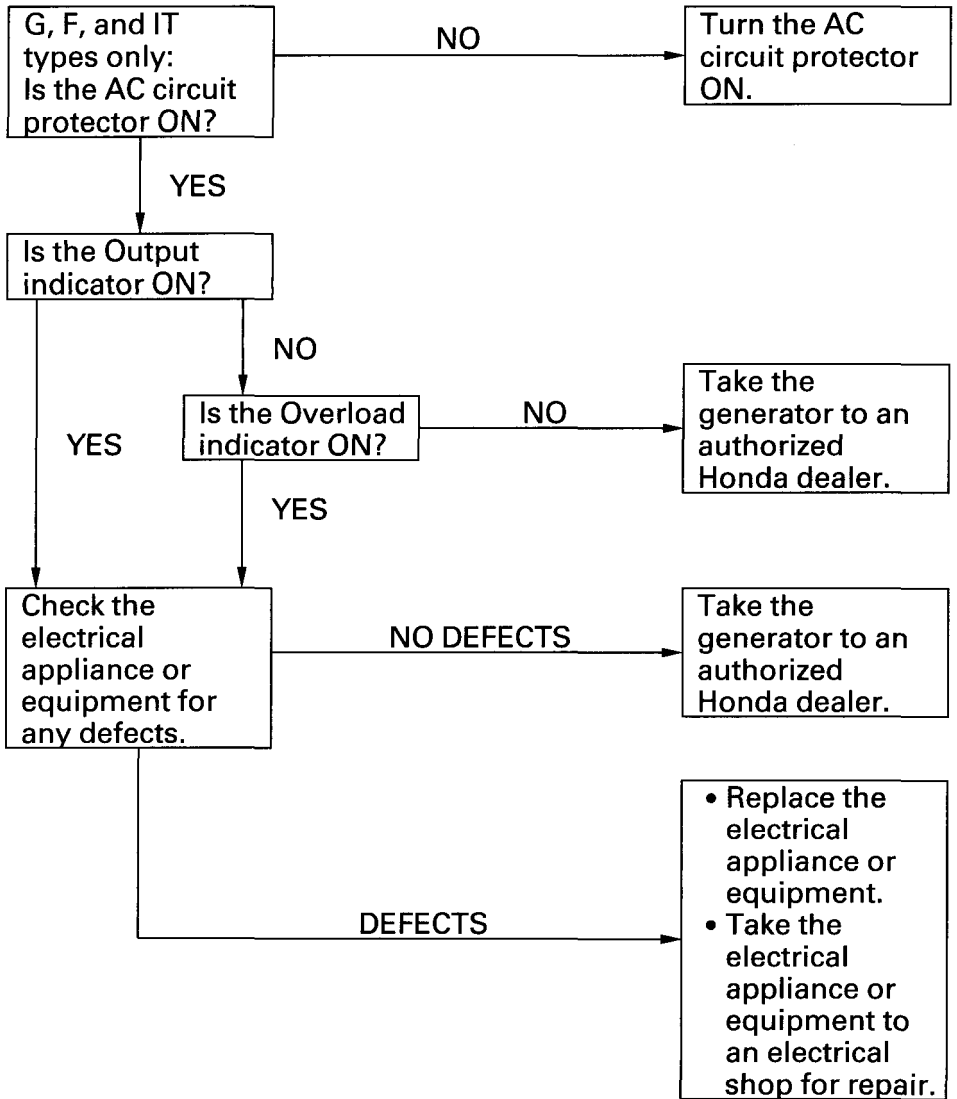 G, F, and IT
types only:
Is the AC circuit
protector ON?
NO
Turn the AC
circuit protector
ON.
YES
Is the Output
indicator ON?
NO
YES
Is the Overload
indicator ON?
NO
Take the
generator to an
authorized
Honda dealer.
YES
Check the
electrical
appliance or
equipment for
any defects.
NO DEFECTS
Take the
generator to an
authorized
Honda dealer.
DEFECTS
• Replace the
electrical
appliance or
equipment.
• Take the
electrical
appliance or
equipment to
an electrical
shop for repair.